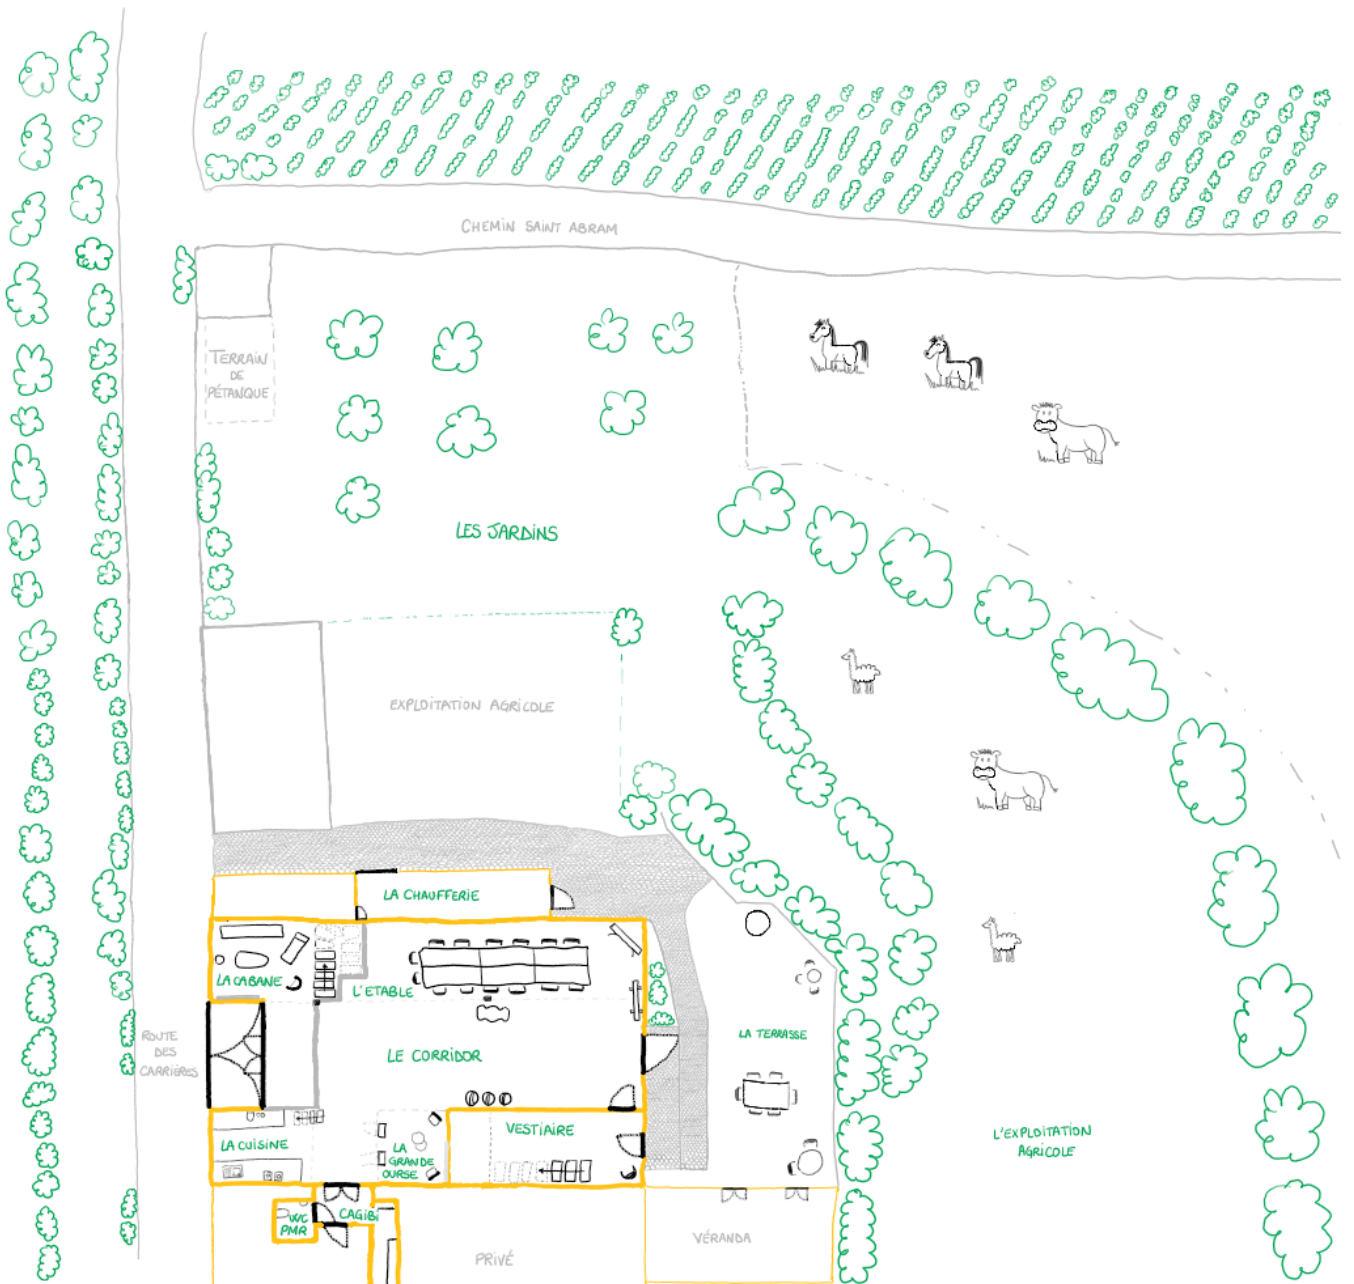 CHEMIN SAINT ABRAM
TERRAIN
DE
PÉTANQUE
LES JARDINS
EXPLOITATION AGRICOLE
LA CHAUFFERIE
LA CABANE
L'ETABLE
ROUTE
DES
CARRIÈRES
LE CORRIDOR
LA TERRASSE
LA CUISINE
LA
GRANDE
OURSE
VESTIAIRE
L'EXPLOITATION
AGRICOLE
WC
PMR
CAGIBI
PRIVÉ
VÉRANDA